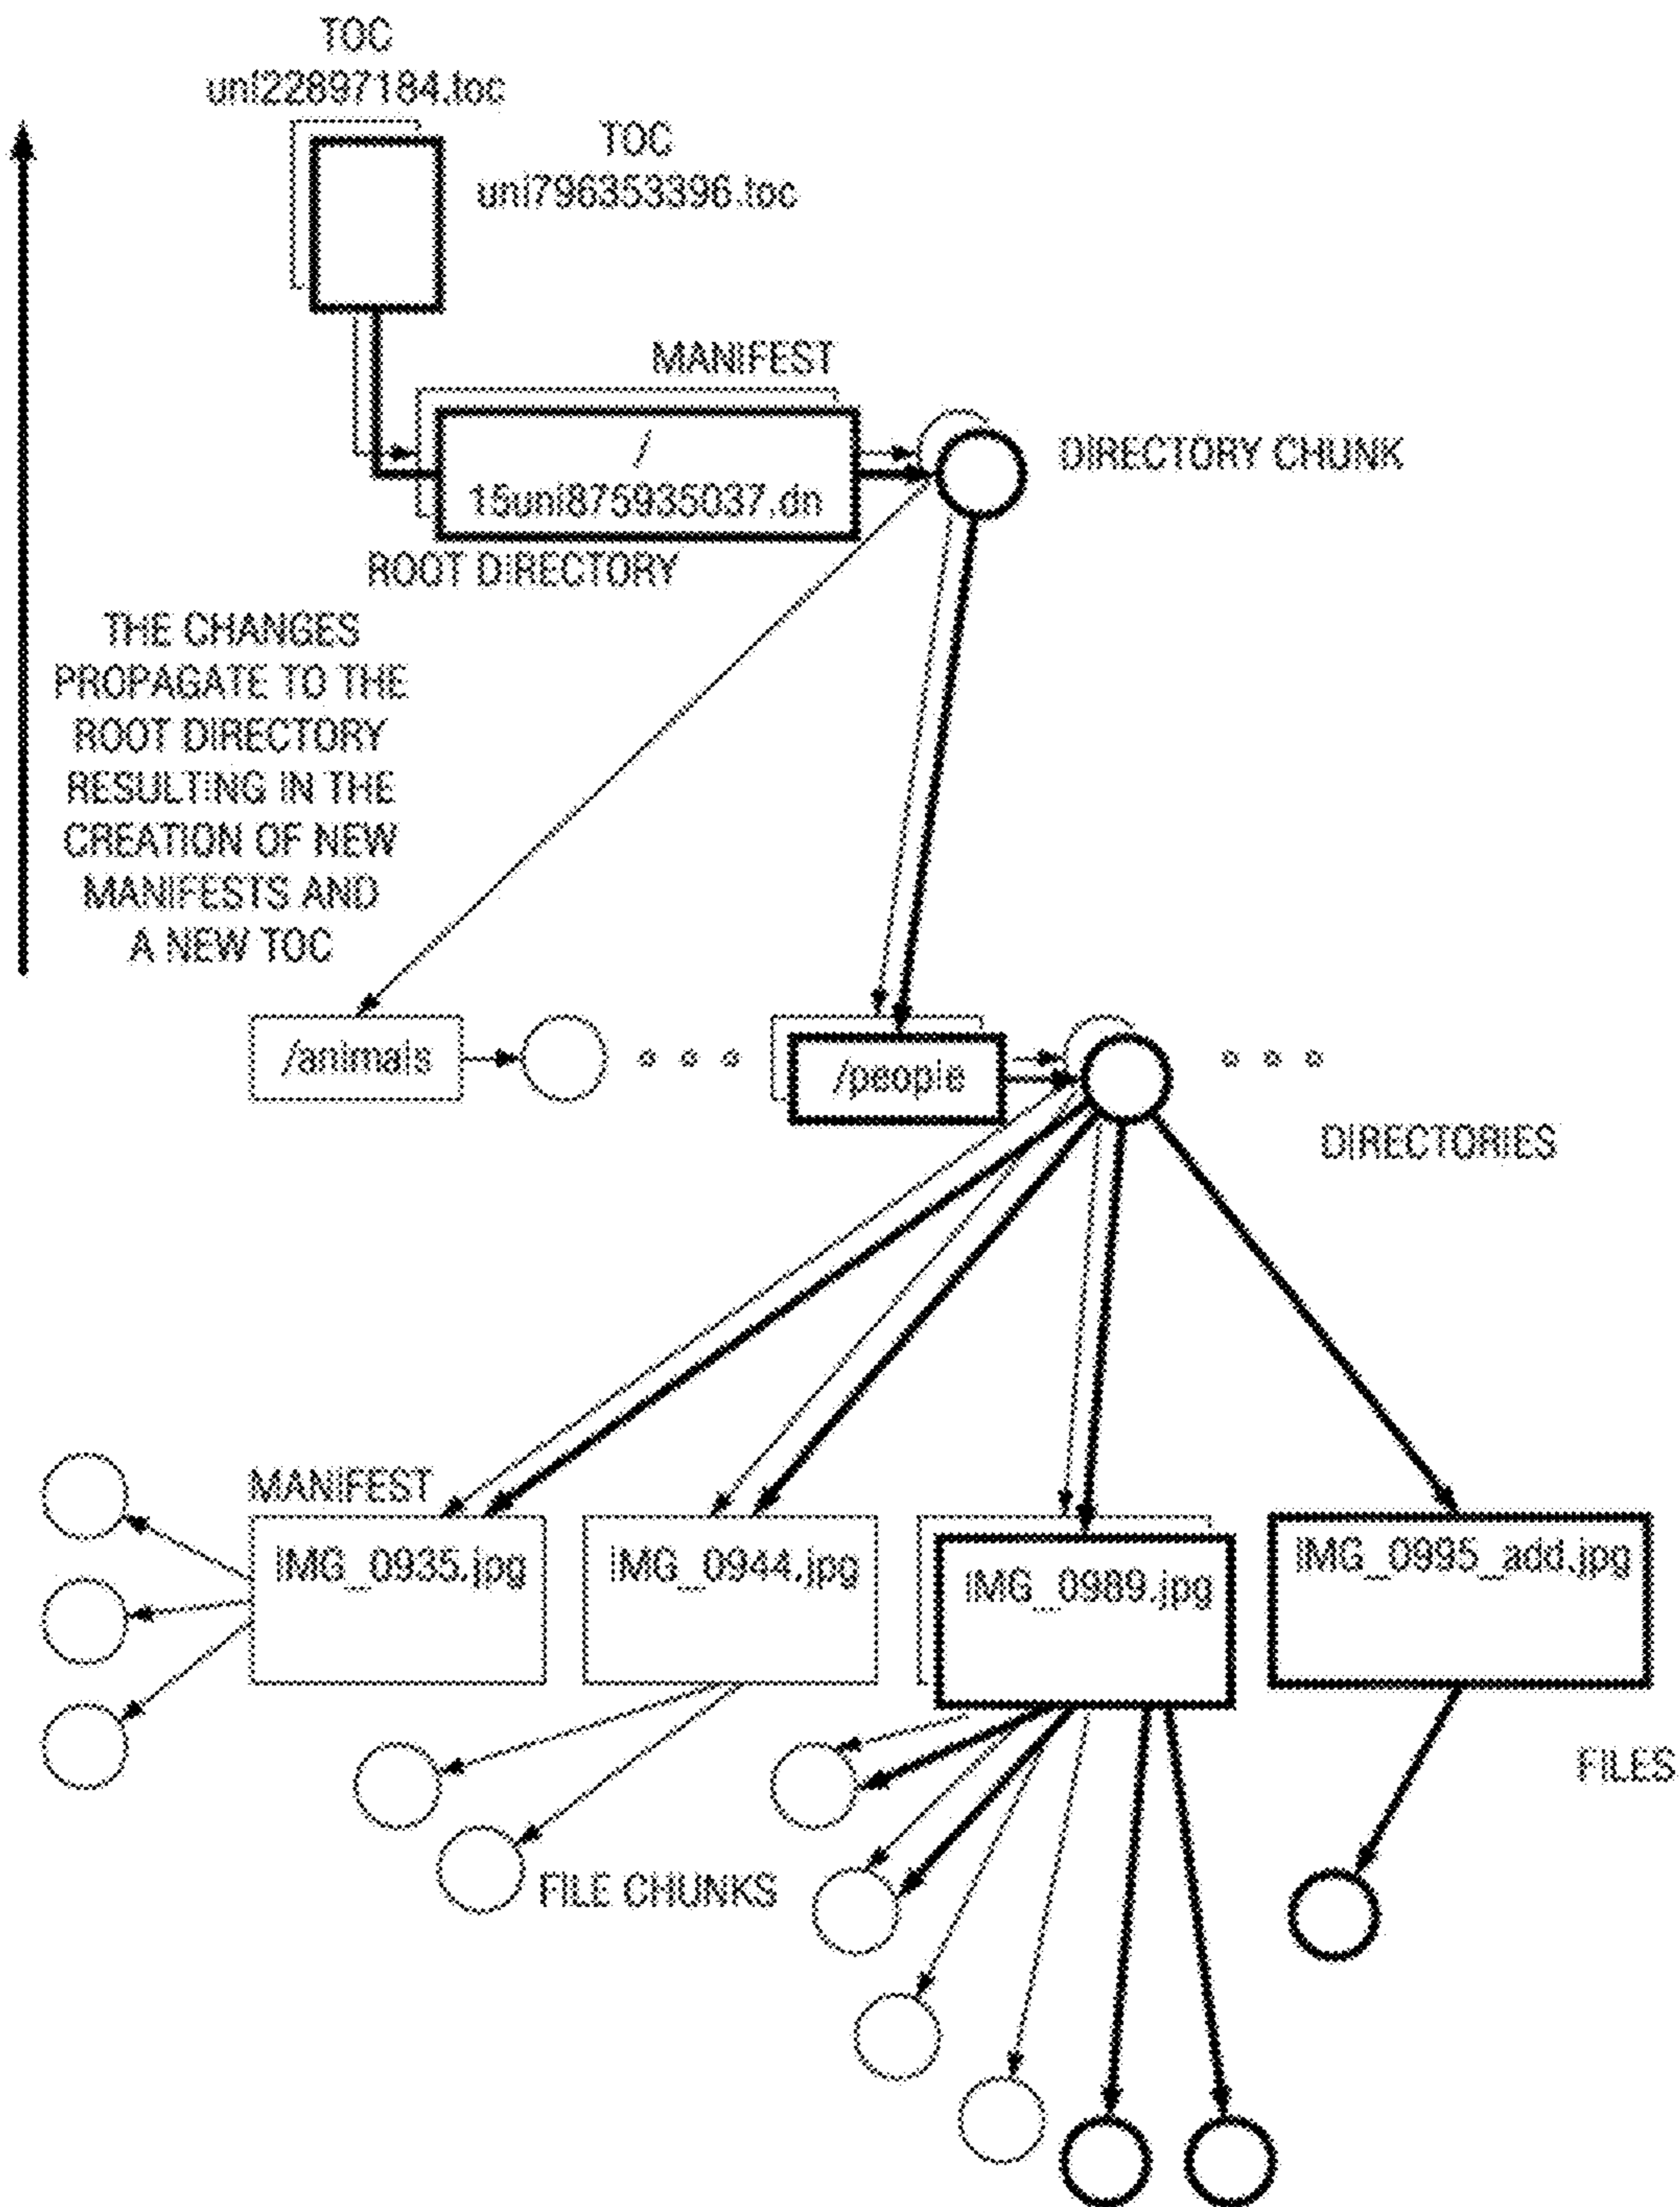 TOC
uni22897184.toc
TOC
uni796353396.toc
MANIFEST
/
15uni875935037.dn
DIRECTORY CHUNK
ROOT DIRECTORY
THE CHANGES
PROPAGATE TO THE
ROOT DIRECTORY
RESULTING IN THE
CREATION OF NEW
MANIFESTS AND
A NEW TOC
/animals
/people
DIRECTORIES
MANIFEST
IMG_0935.jpg
IMG_0944.jpg
IMG_0989.jpg
IMG_0995_add.jpg
FILES
FILE CHUNKS